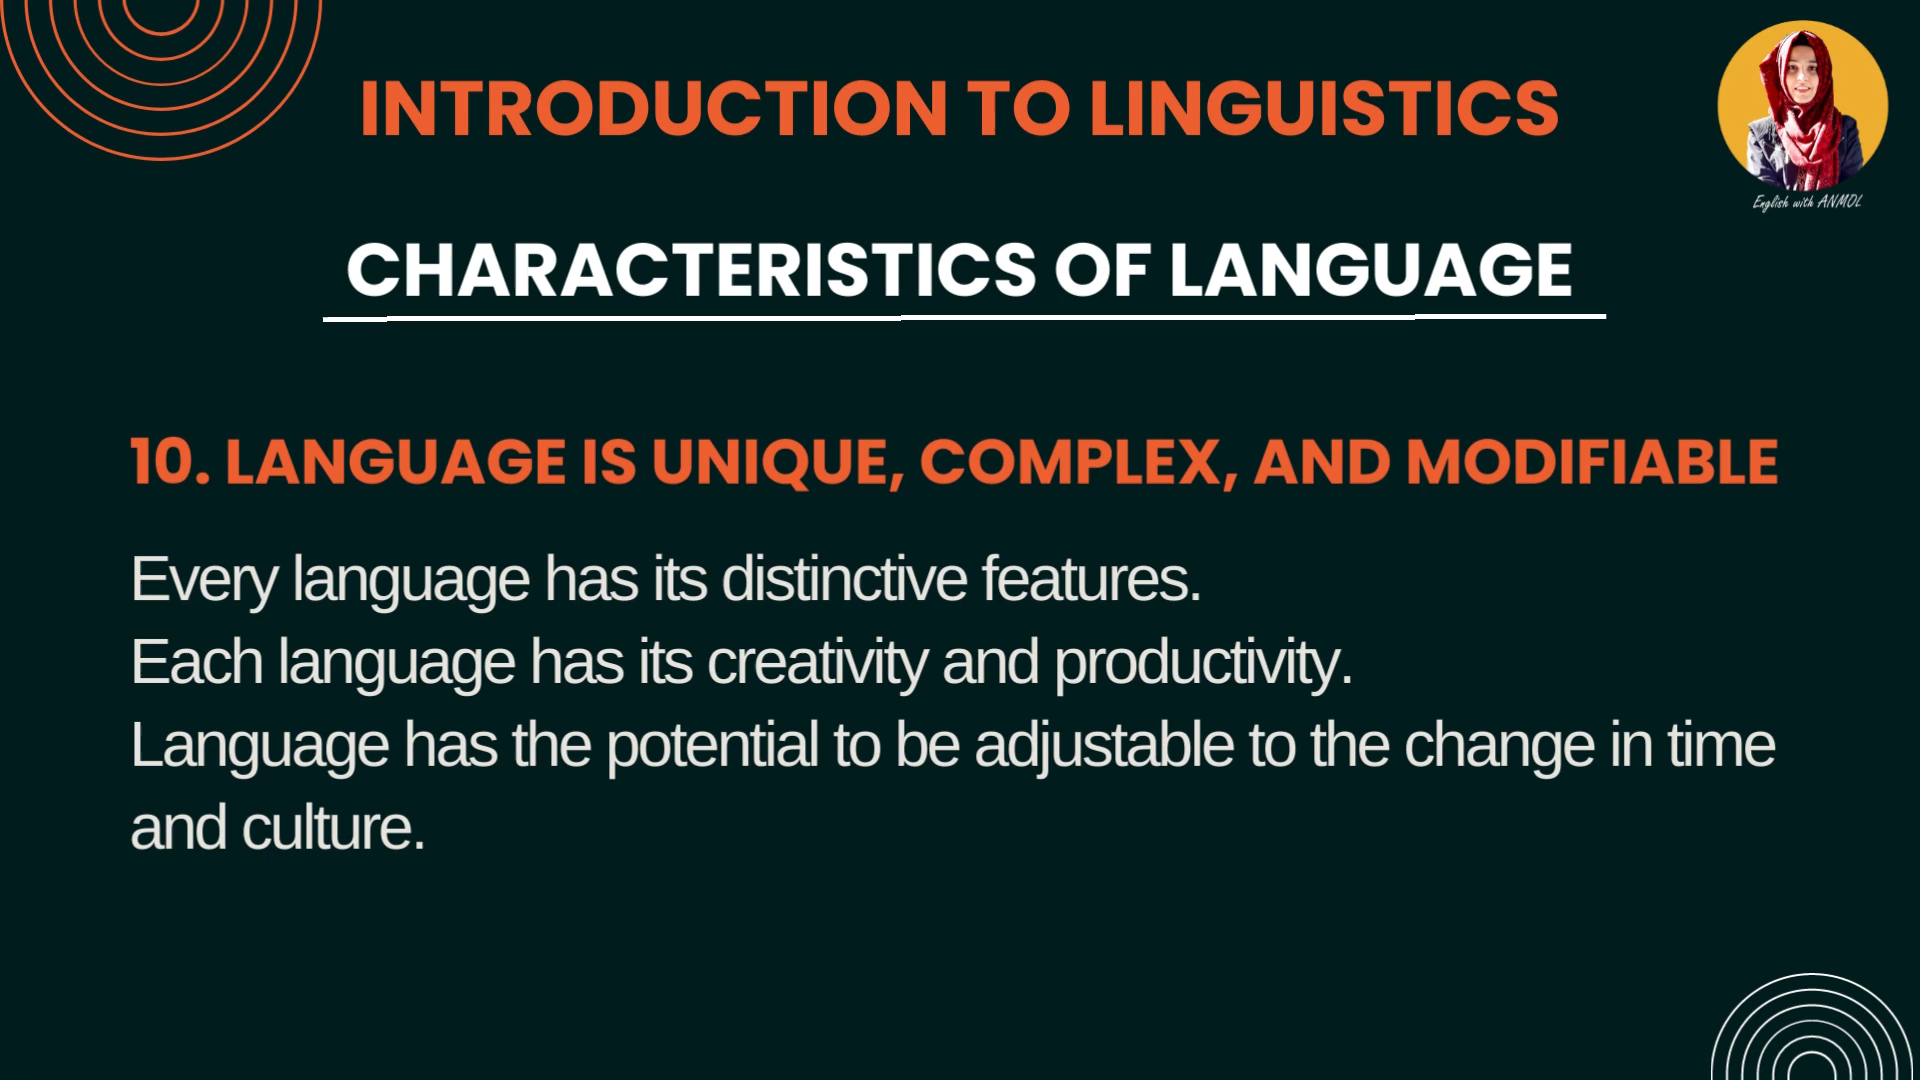 INTRODUCTION TO LINGUISTICS
English with ANMOL
CHARACTERISTICS OF LANGUAGE
10. LANGUAGE IS UNIQUE, COMPLEX, AND MODIFIABLE
Every language has its distinctive features.
Each language has its creativity and productivity.
Language has the potential to be adjustable to the change in time
and culture.